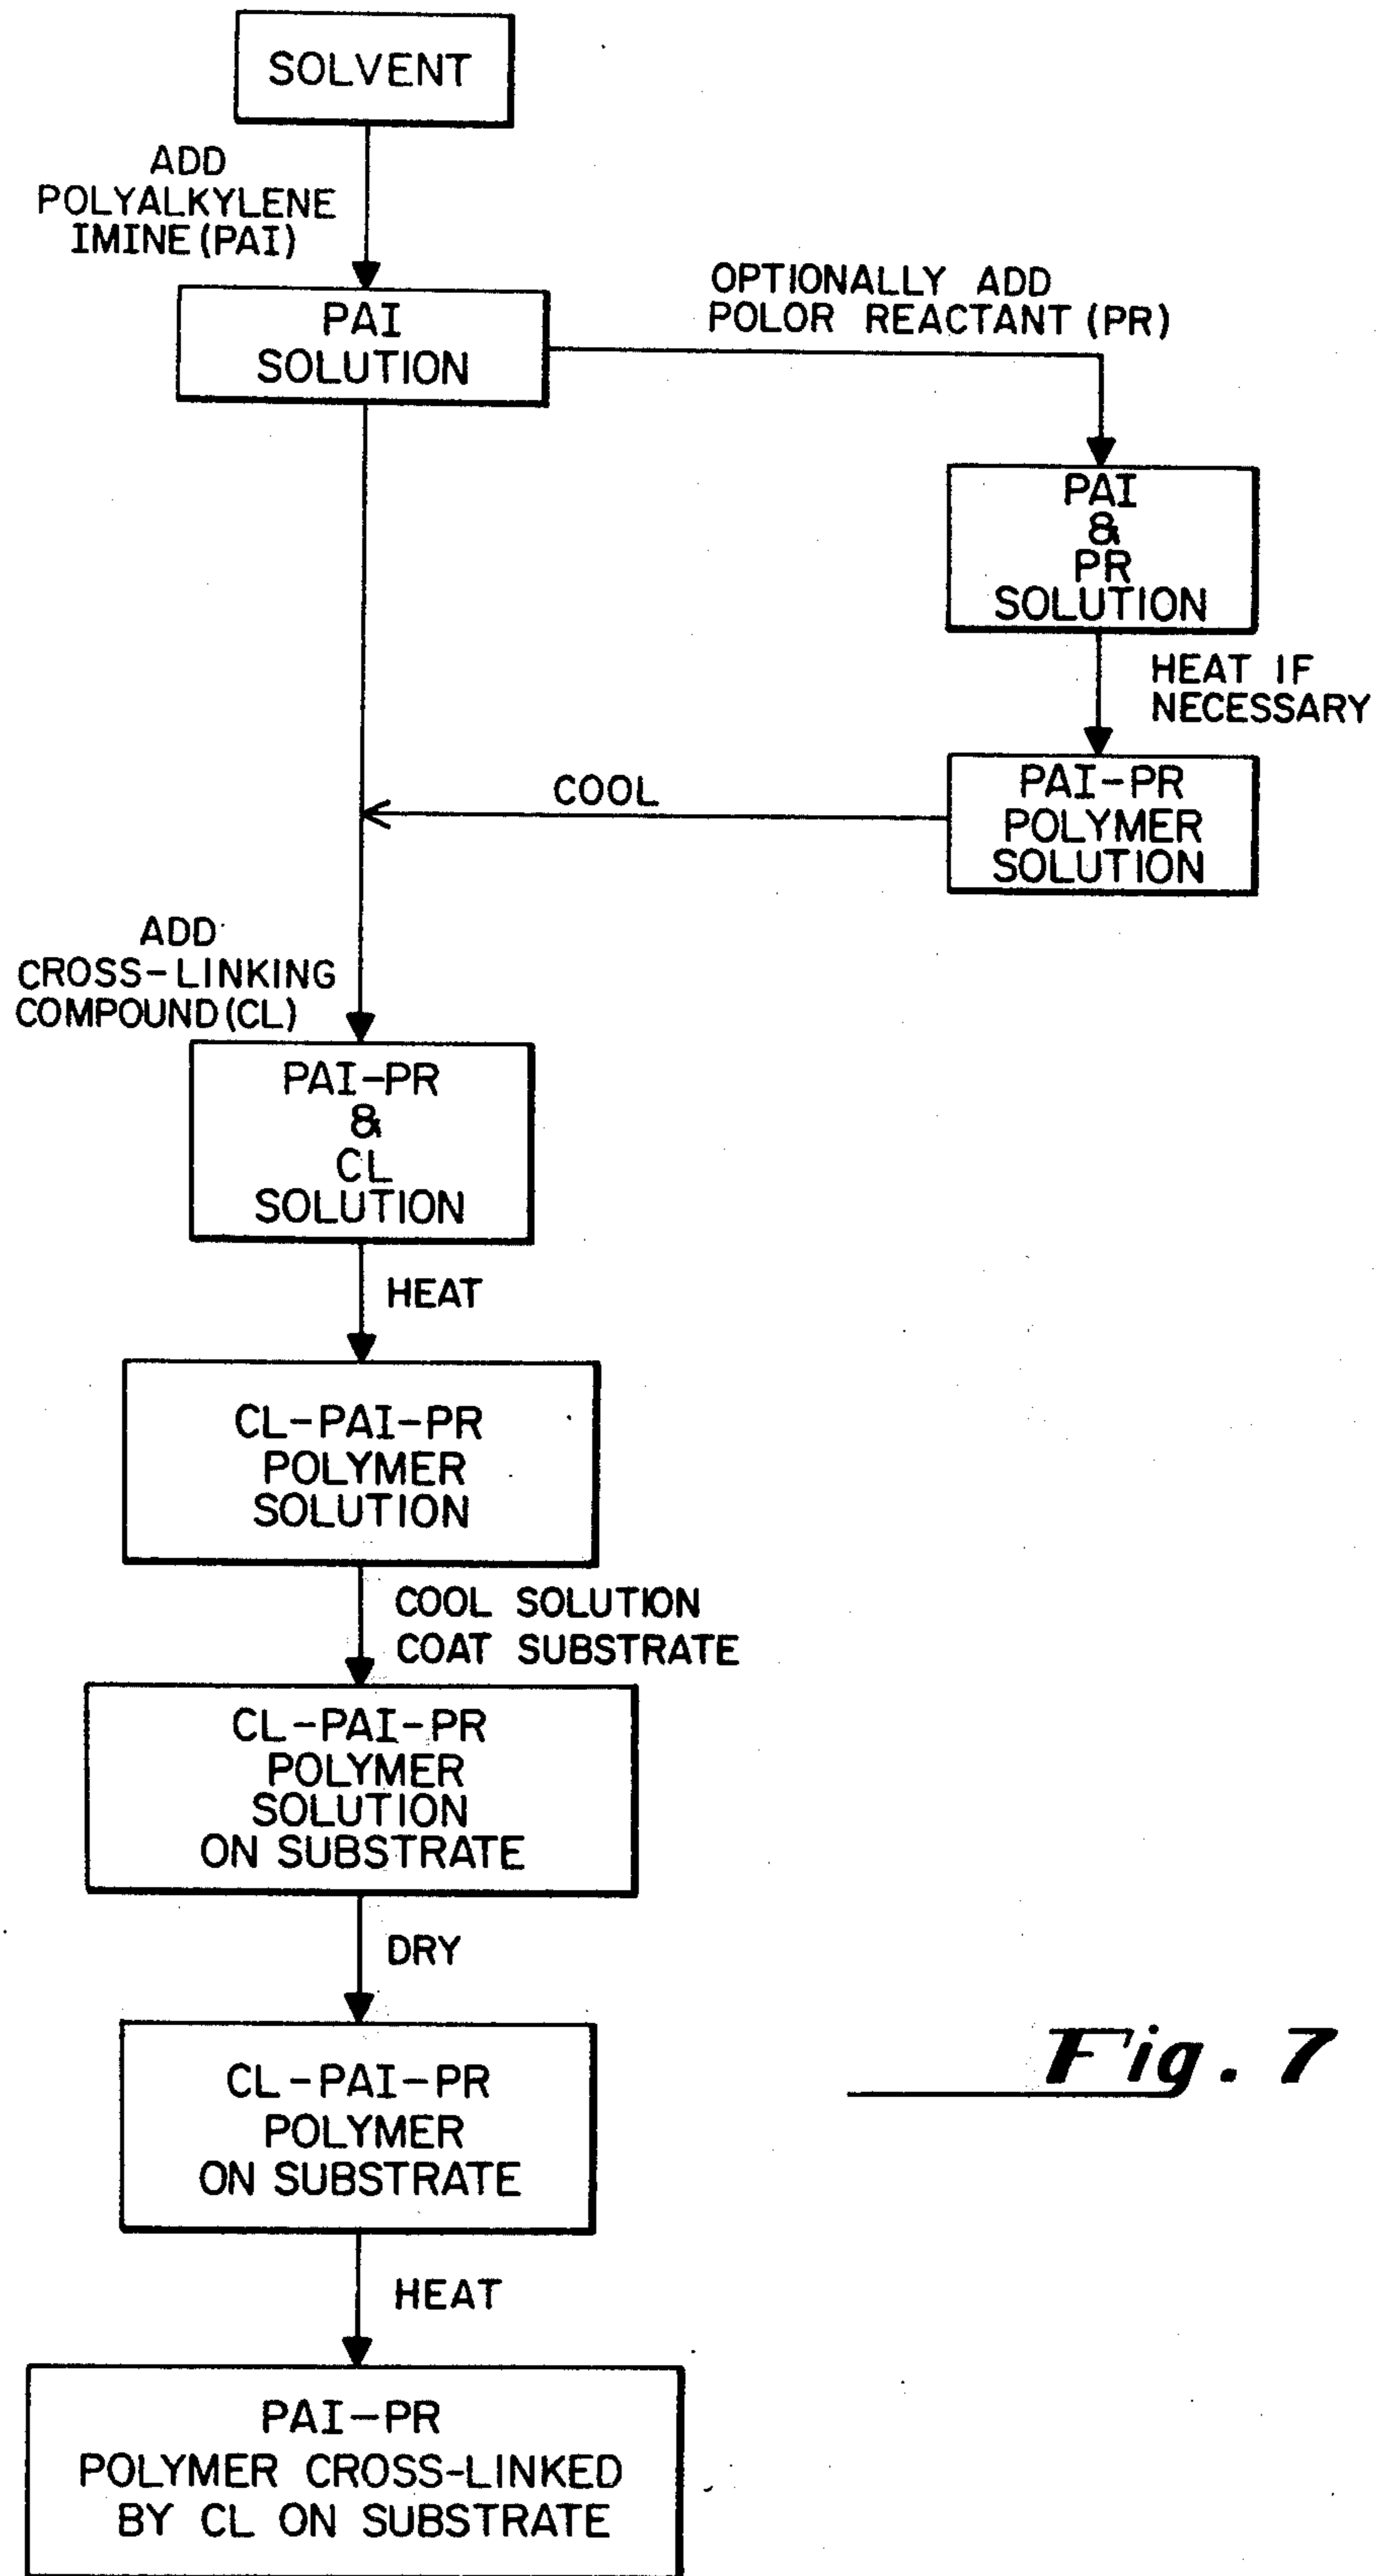 SOLVENT
ADD
POLYALKYLENE
IMINE (PAI)
PAI
SOLUTION
OPTIONALLY ADD
POLOR REACTANT (PR)
PAI
&
PR
SOLUTION
HEAT IF
NECESSARY
PAI-PR
POLYMER
SOLUTION
COOL
ADD
CROSS-LINKING
COMPOUND (CL)
PAI-PR
&
CL
SOLUTION
HEAT
CL-PAI-PR
POLYMER
SOLUTION
COOL SOLUTION
COAT SUBSTRATE
CL-PAI-PR
POLYMER
SOLUTION
ON SUBSTRATE
DRY
CL-PAI-PR
POLYMER
ON SUBSTRATE
HEAT
PAI-PR
POLYMER CROSS-LINKED
BY CL ON SUBSTRATE
Fig. 7